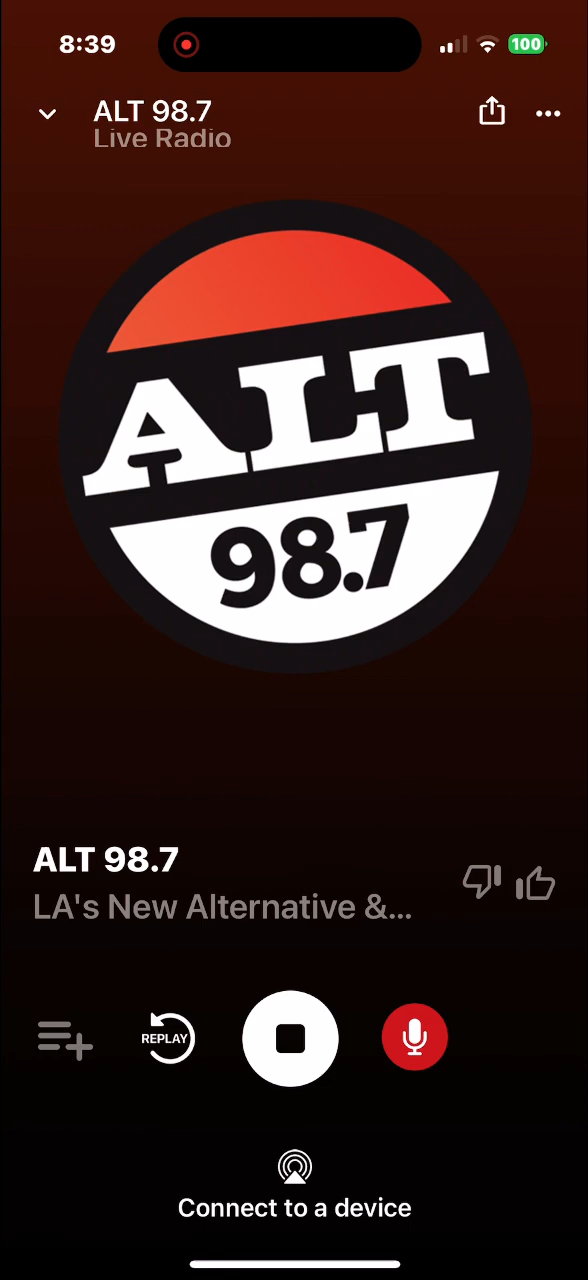 8:39
100
ALT 98.7
Live Radio
ALT
98.7
ALT 98.7
LA's New Alternative &...
REPLAY
Connect to a device